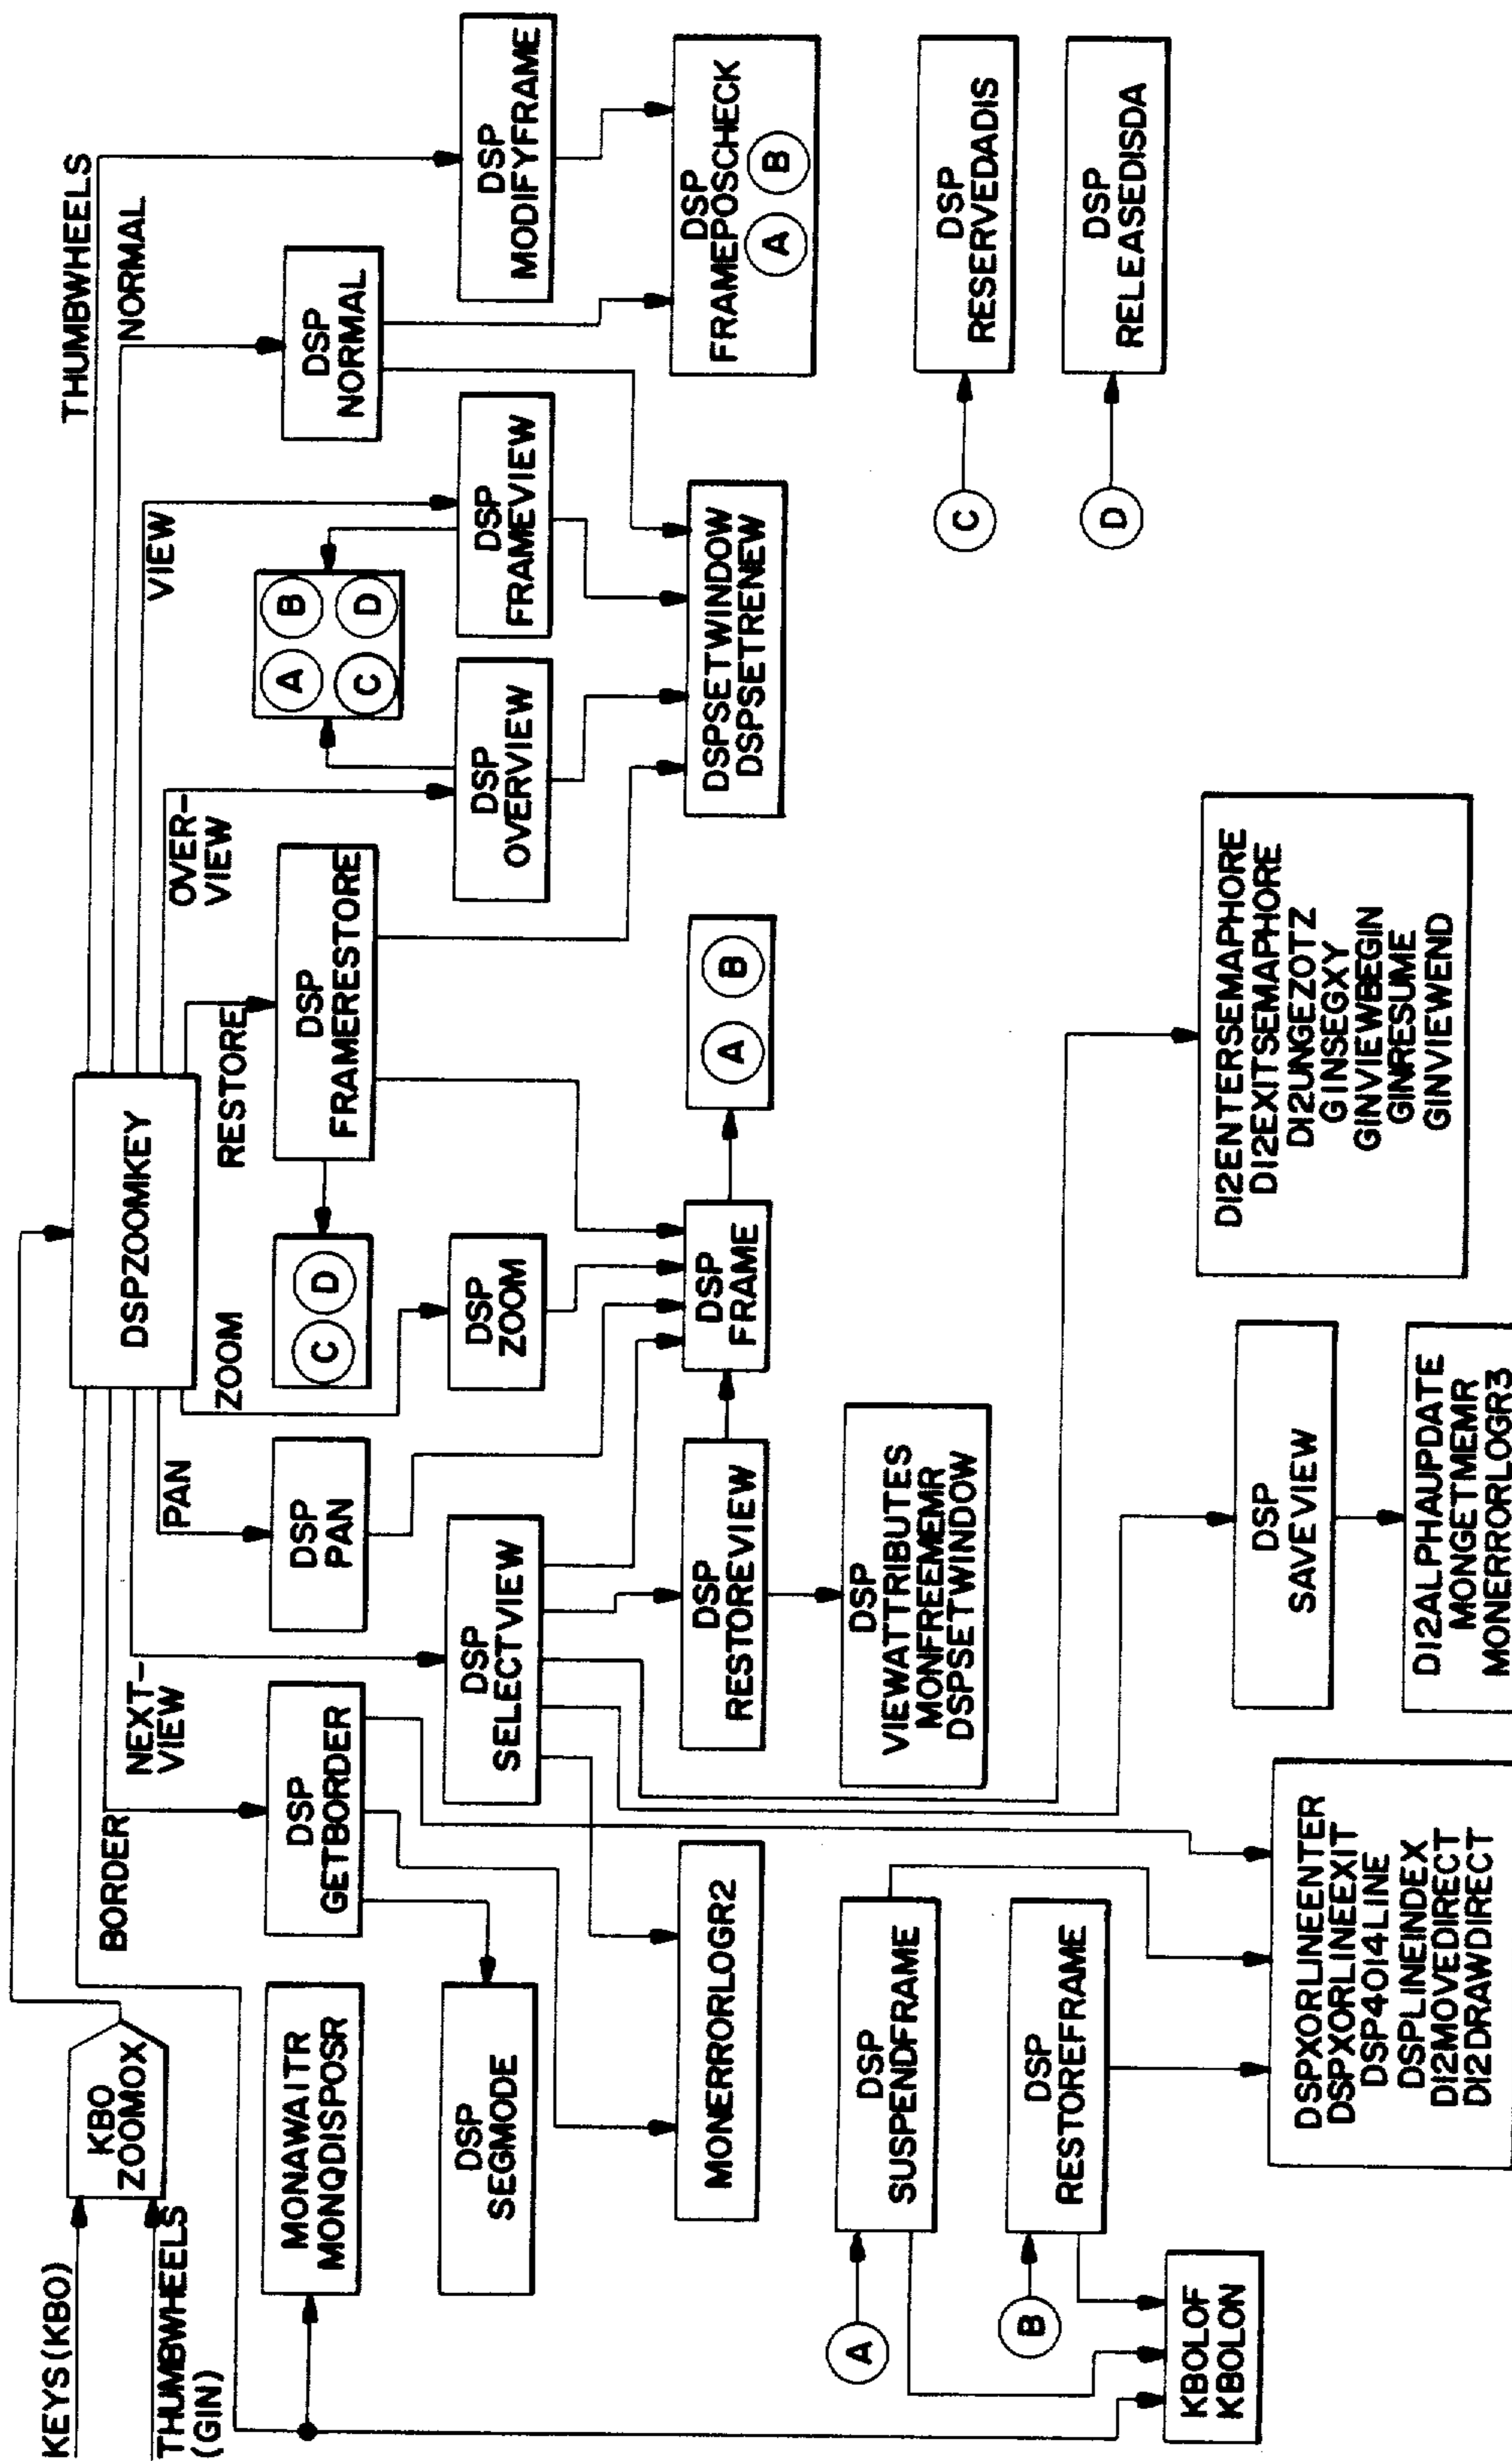 KEYS(KBO)
THUMBWHEELS
(GIN)
KBO
ZOOMOX
DSPZOOMKEY
BORDER
NEXT-
VIEW
PAN
ZOOM
RESTORE
OVER-
VIEW
VIEW
NORMAL
THUMBWHEELS
MONAWAITR
MONQDISPOSR
DSP
GETBORDER
DSP
PAN
C D
DSP
FRAMERESTORE
A B
C D
DSP
NORMAL
DSP
SEGMODE
DSP
SELECTVIEW
DSP
ZOOM
DSP
OVERVIEW
DSP
FRAMEVIEW
DSP
MODIFYFRAME
MONERRORLOGR2
DSP
RESTOREVIEW
DSP
FRAME
A B
DSPSETWINDOW
DSPSETRENEW
DSP
FRAMEPOSCHECK
A B
A
DSP
SUSPENDFRAME
DSP
VIEWATTRIBUTES
MONFREEMEMR
DSPSETWINDOW
C
DSP
RESERVEDADIS
B
DSP
RESTOREFRAME
D
DSP
RELEASEDISDA
KBOLOF
KBOLON
DSPXORLINEENTER
DSPXORLINEEXIT
DSP4014LINE
DSPLINEINDEX
DI2MOVEDIRECT
DI2DRAWDIRECT
DSP
SAVEVIEW
DI2ALPHAUPDATE
MONGETMEMR
MONERRORLOGR3
DI2ENTERSEMAPHORE
DI2EXITSEMAPHORE
DI2UNGEZOTZ
GINSEGXY
GINVIEWBEGIN
GINRESUME
GINVIEWEND